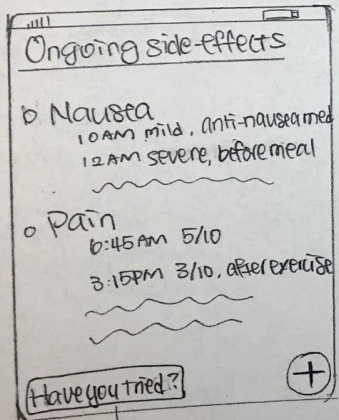 Ongoing side-effects
Nausea
10AM mild, anti-nausea med
12AM severe, before meal
Pain
6:45AM 5/10
3:15PM 3/10, after exercise
Have you tried?
+